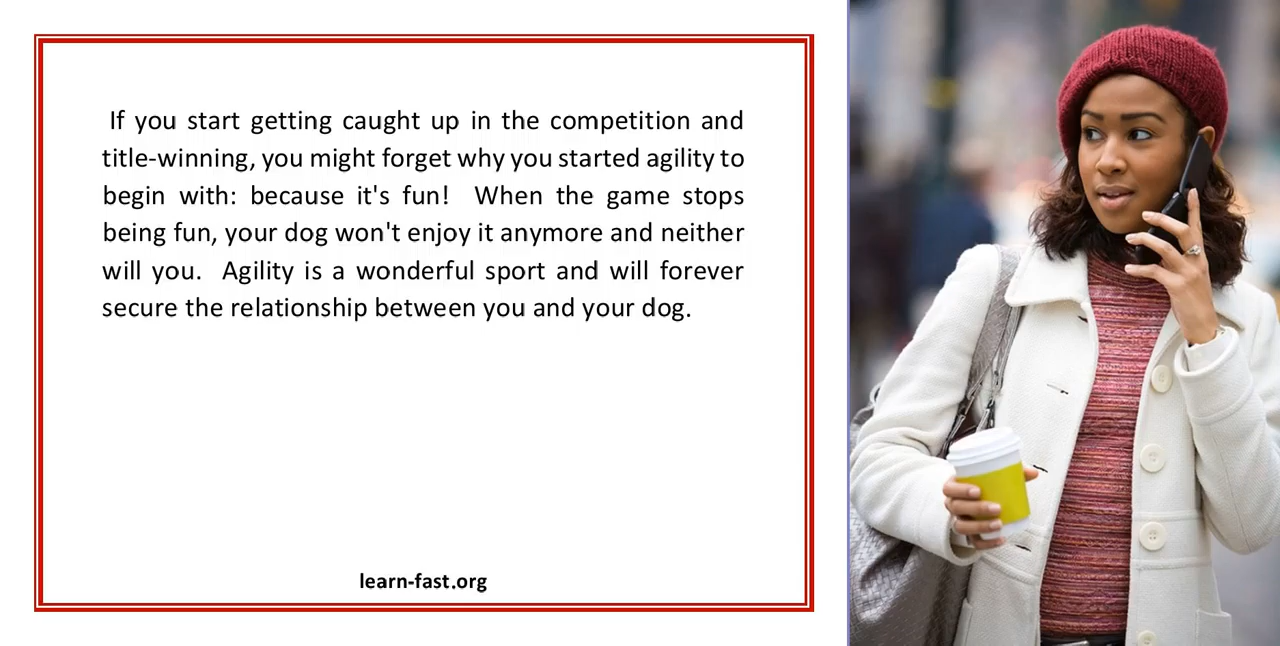 If you start getting caught up in the competition and
title-winning, you might forget why you started agility to
begin with: because it's fun!  When the game stops
being fun, your dog won't enjoy it anymore and neither
will you.  Agility is a wonderful sport and will forever
secure the relationship between you and your dog.
learn-fast.org